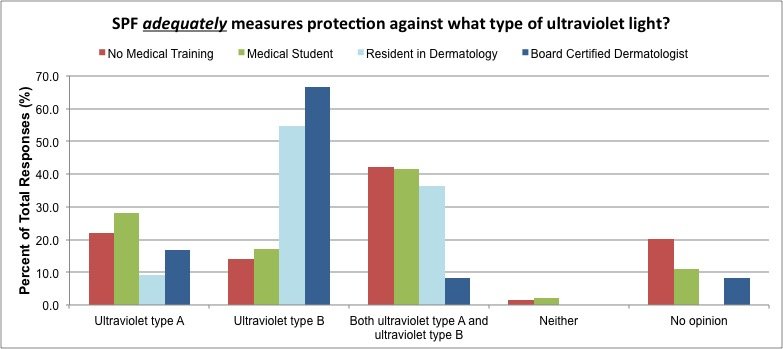 SPF adequately measures protection against what type of ultraviolet light?
No Medical Training Medical Student Resident in Dermatology Board Certified Dermatologist
Percent of Total Responses (%)
70.0
60.0
50.0
40.0
30.0
20.0
10.0
0.0
Ultraviolet type A Ultraviolet type B Both ultraviolet type A and Neither No opinion
ultraviolet type B